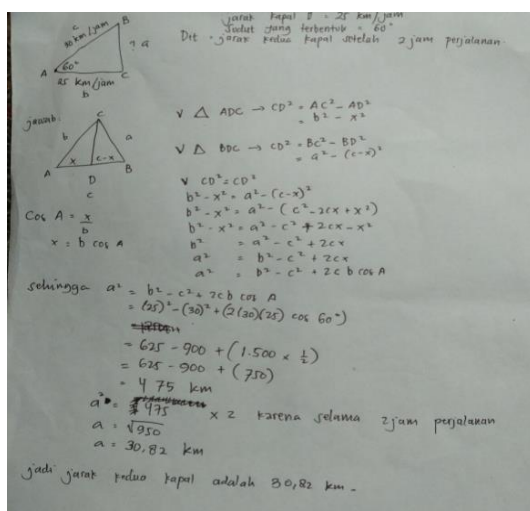 jarak kapal B = 25 km/jam
Sudut yang terbentuk = 60°
Dit = jarak kedua kapal setelah 2 jam perjalanan.
c
30 km/jam
B
? a
A
60°
C
25 km/jam
b
jawab:
C
b
a
x
c-x
A
D
B
c
v △ ADC → CD² = AC² - AD²
= b² - x²
v △ BDC → CD² = BC² - BD²
= a² - (c-x)²
v CD² = CD²
b² - x² = a² - (c-x)²
b² - x² = a² - (c² - 2cx + x²)
b² - x² = a² - c² + 2cx - x²
b² = a² - c² + 2cx
a² = b² - c² + 2cx
a² = b² - c² + 2cb cos A
Cos A = x/b
x = b cos A
sehingga a² = b² - c² + 2cb cos A
= (25)² - (30)² + (2(30)(25) cos 60°)
= 625 - 900 + (1.500 x ½)
= 625 - 900 + (750)
= 475 km
a² = 475 x 2 karena selama 2 jam perjalanan
a = √950
a = 30,82 km
jadi jarak kedua kapal adalah 30,82 km.